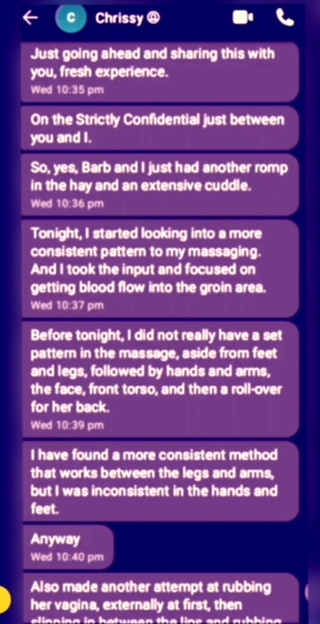 C
Chrissy @
Just going ahead and sharing this with
you, fresh experience.
Wed 10:35 pm
On the Strictly Confidential just between
you and I.
So, yes, Barb and I just had another romp
in the hay and an extensive cuddle.
Wed 10:36 pm
Tonight, I started looking into a more
consistent pattern to my massaging.
And I took the input and focused on
getting blood flow into the groin area.
Wed 10:37 pm
Before tonight, I did not really have a set
pattern in the massage, aside from feet
and legs, followed by hands and arms,
the face, front torso, and then a roll-over
for her back.
Wed 10:39 pm
I have found a more consistent method
that works between the legs and arms,
but I was inconsistent in the hands and
feet.
Anyway
Wed 10:40 pm
Also made another attempt at rubbing
her vagina, externally at first, then
slipping in between the lips and rubbing